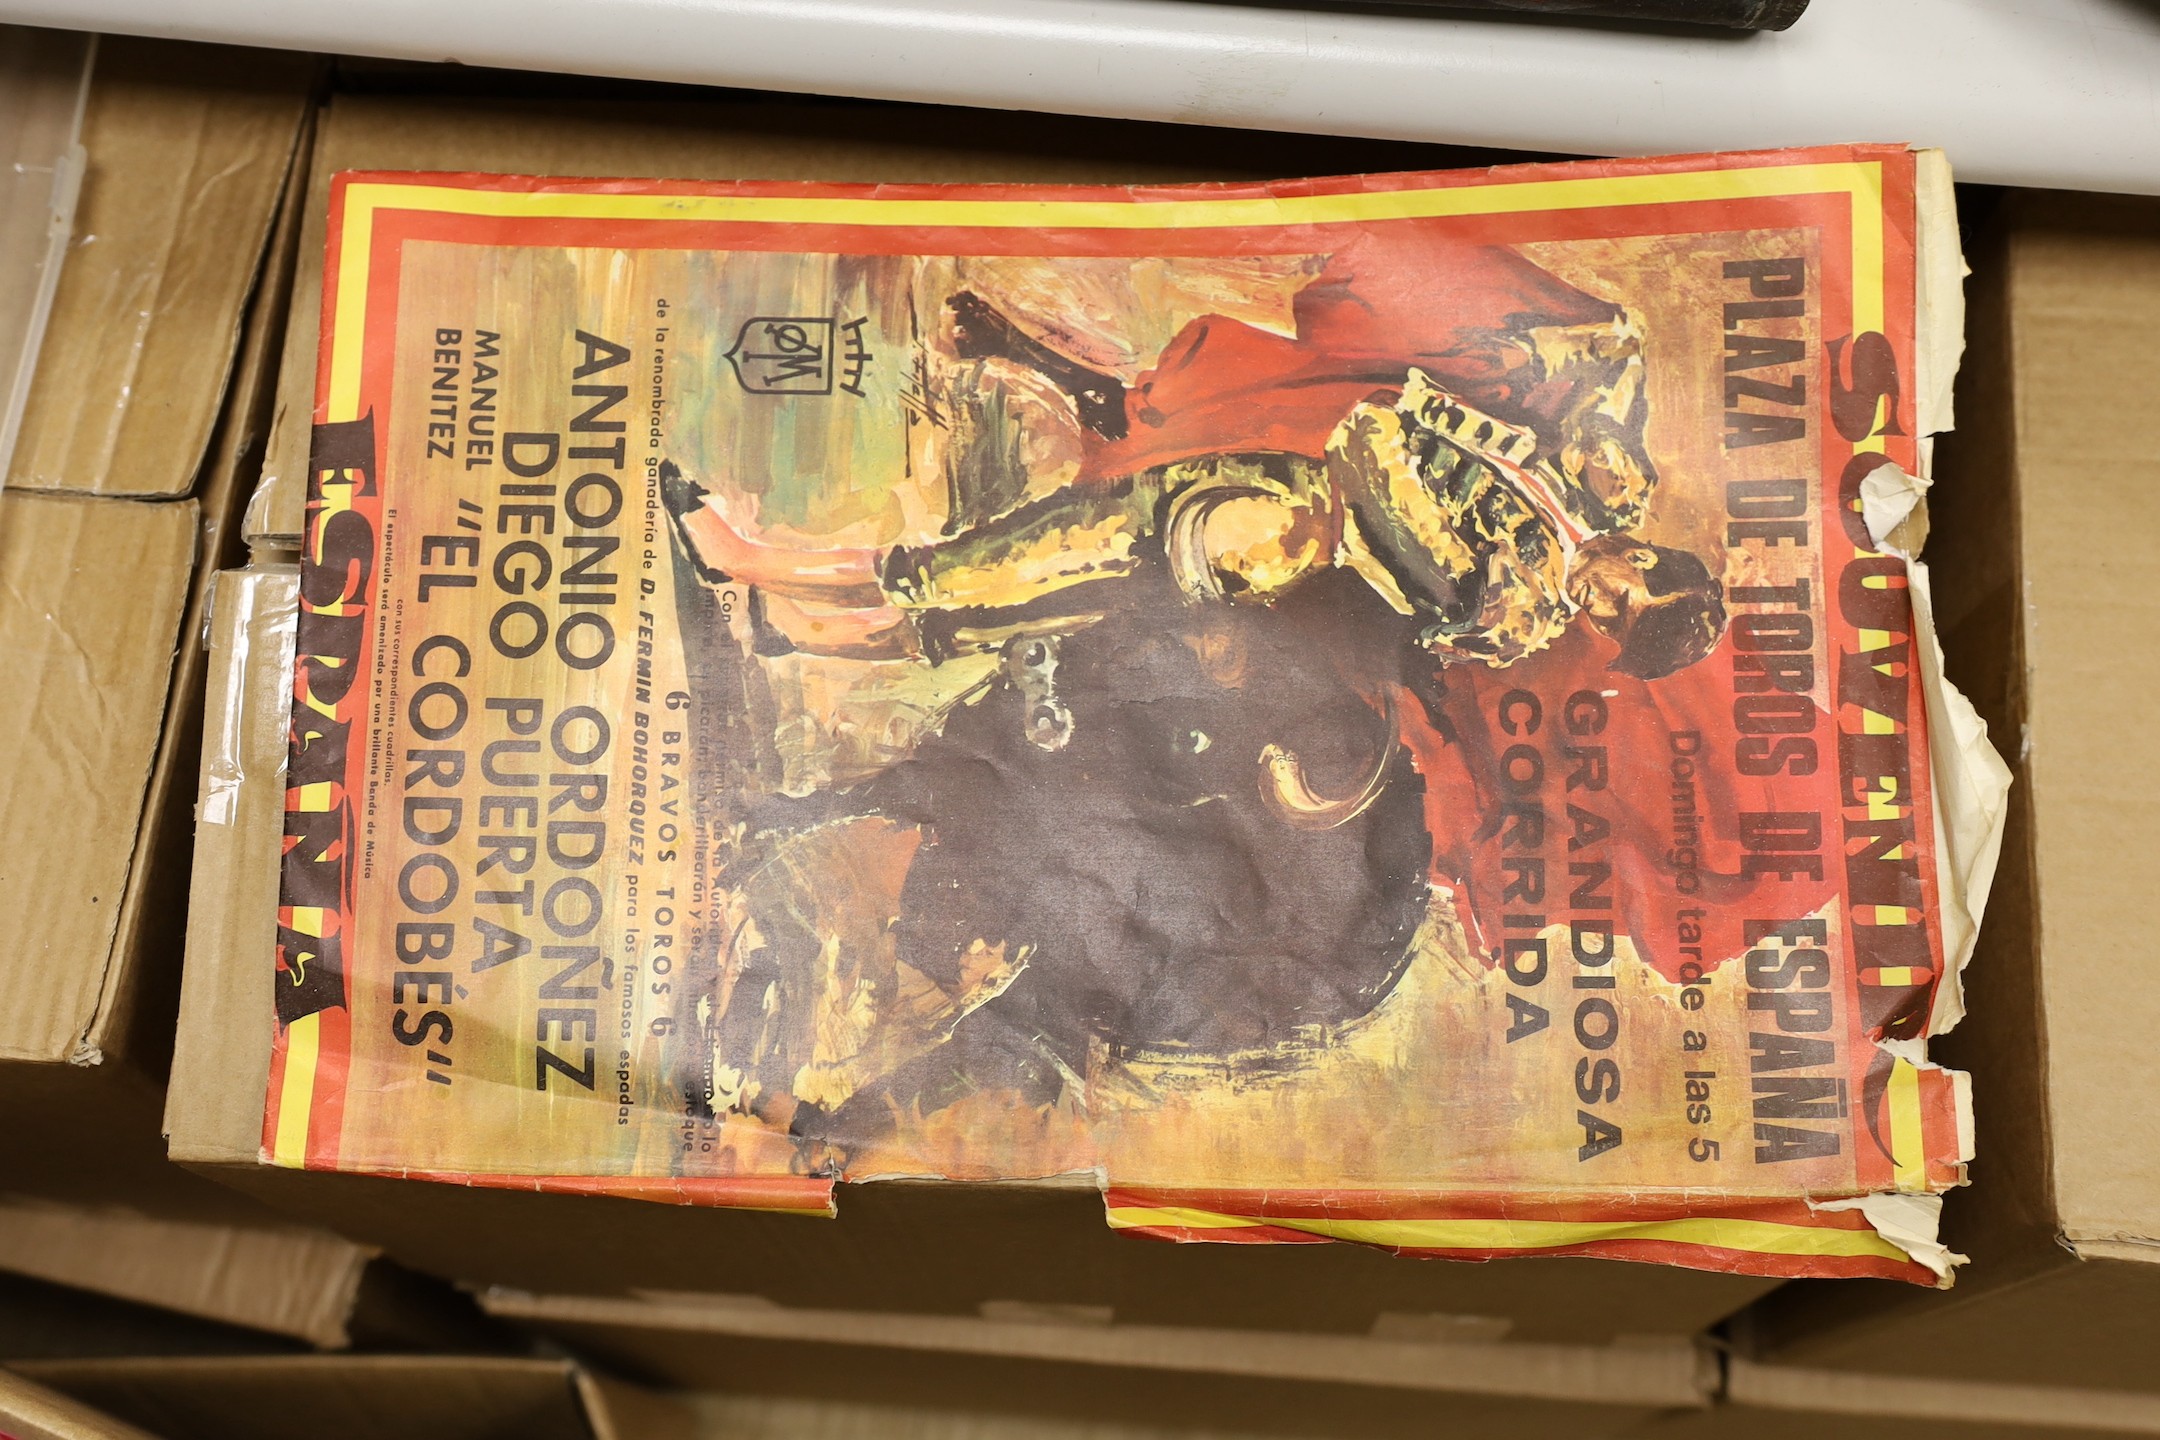 SOUVENIR
PLAZA DE TOROS DE ESPAÑA
Domingo tarde a las 5
GRANDIOSA
CORRIDA
6 BRAVOS TOROS 6
de la renombrada ganadería de D. FERMIN BOHORQUEZ para los famosos espadas
ANTONIO ORDOÑEZ
DIEGO PUERTA
MANUEL
BENITEZ "EL CORDOBÉS"
con sus correspondientes cuadrillas.
El espectáculo será amenizado por una brillante Banda de Música
ESPAÑA